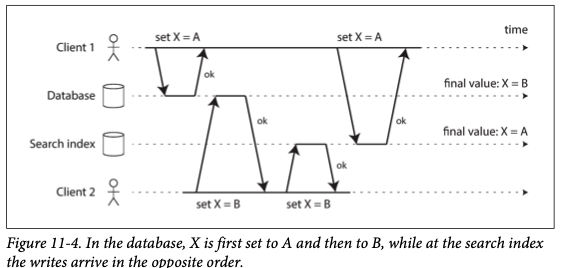 set X = A
set X = A
time
Client 1
ok
Database
final value: X = B
ok
ok
Search index
final value: X = A
ok
Client 2
set X = B
set X = B
Figure 11-4. In the database, X is first set to A and then to B, while at the search index
the writes arrive in the opposite order.